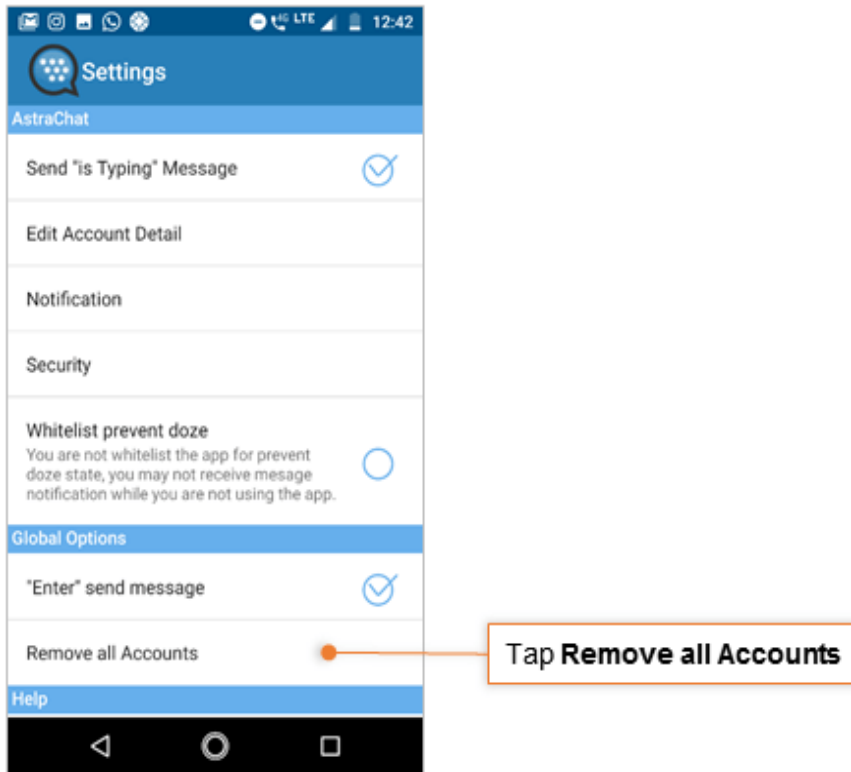 4G LTE 12:42
Settings
AstraChat
Send "is Typing" Message
Edit Account Detail
Notification
Security
Whitelist prevent doze
You are not whitelist the app for prevent
doze state, you may not receive mesage
notification while you are not using the app.
Global Options
"Enter" send message
Remove all Accounts
Tap Remove all Accounts
Help